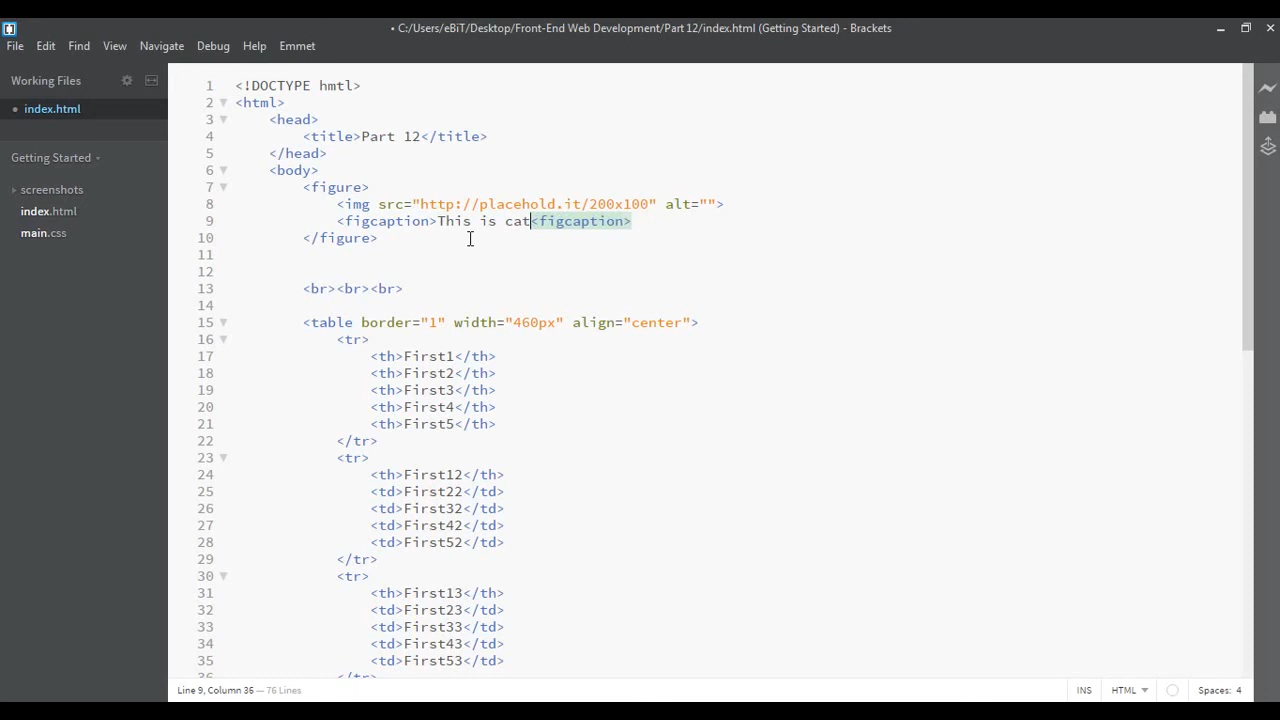 • C:/Users/eBiT/Desktop/Front-End Web Development/Part 12/index.html (Getting Started) - Brackets
File Edit Find View Navigate Debug Help Emmet
Working Files
• index.html
Getting Started
screenshots
index.html
main.css
1 <!DOCTYPE hmtl>
2 <html>
3 <head>
4 <title>Part 12</title>
5 </head>
6 <body>
7 <figure>
8 <img src="http://placehold.it/200x100" alt="">
9 <figcaption>This is cat<figcaption>
10 </figure>
11
12
13 <br><br><br>
14
15 <table border="1" width="460px" align="center">
16 <tr>
17 <th>First1</th>
18 <th>First2</th>
19 <th>First3</th>
20 <th>First4</th>
21 <th>First5</th>
22 </tr>
23 <tr>
24 <th>First12</th>
25 <td>First22</td>
26 <td>First32</td>
27 <td>First42</td>
28 <td>First52</td>
29 </tr>
30 <tr>
31 <th>First13</th>
32 <td>First23</td>
33 <td>First33</td>
34 <td>First43</td>
35 <td>First53</td>
36 </tr>
Line 9, Column 36 — 76 Lines
INS HTML Spaces: 4